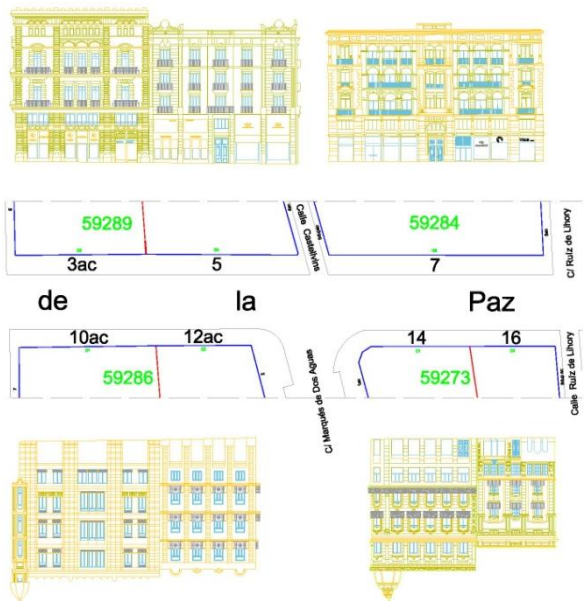 59289
59284
3ac
5
7
Calle Castellvins
C/ Ruiz de Lihory
de la Paz
10ac
12ac
14
16
59286
59273
7
C/ Marqués de Dos Aguas
Calle Ruiz de Lihory